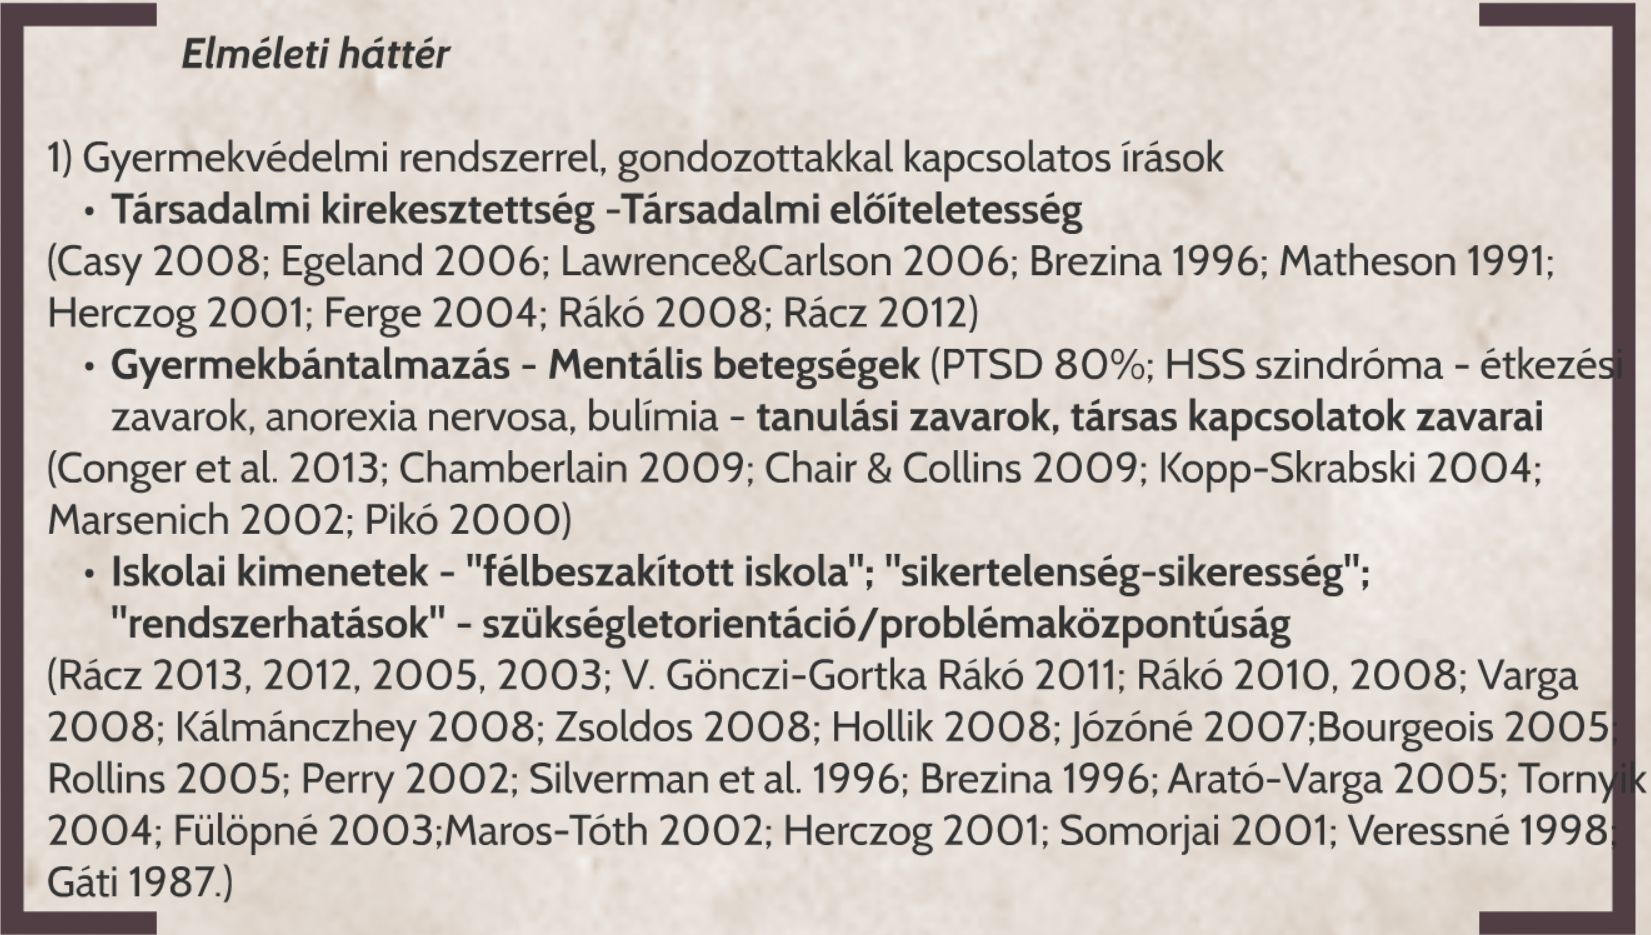 Elméleti háttér
1) Gyermekvédelmi rendszerrel, gondozottakkal kapcsolatos írások
• Társadalmi kirekesztettség -Társadalmi előíteletesség
(Casy 2008; Egeland 2006; Lawrence&Carlson 2006; Brezina 1996; Matheson 1991;
Herczog 2001; Ferge 2004; Rákó 2008; Rácz 2012)
• Gyermekbántalmazás - Mentális betegségek (PTSD 80%; HSS szindróma - étkezési
zavarok, anorexia nervosa, bulímia - tanulási zavarok, társas kapcsolatok zavarai
(Conger et al. 2013; Chamberlain 2009; Chair & Collins 2009; Kopp-Skrabski 2004;
Marsenich 2002; Pikó 2000)
• Iskolai kimenetek - "félbeszakított iskola"; "sikertelenség-sikeresség";
"rendszerhatások" - szükségletorientáció/problémaközpontúság
(Rácz 2013, 2012, 2005, 2003; V. Gönczi-Gortka Rákó 2011; Rákó 2010, 2008; Varga
2008; Kálmánczhey 2008; Zsoldos 2008; Hollik 2008; Józóné 2007;Bourgeois 2005;
Rollins 2005; Perry 2002; Silverman et al. 1996; Brezina 1996; Arató-Varga 2005; Tornyik
2004; Fülöpné 2003;Maros-Tóth 2002; Herczog 2001; Somorjai 2001; Veressné 1998;
Gáti 1987.)